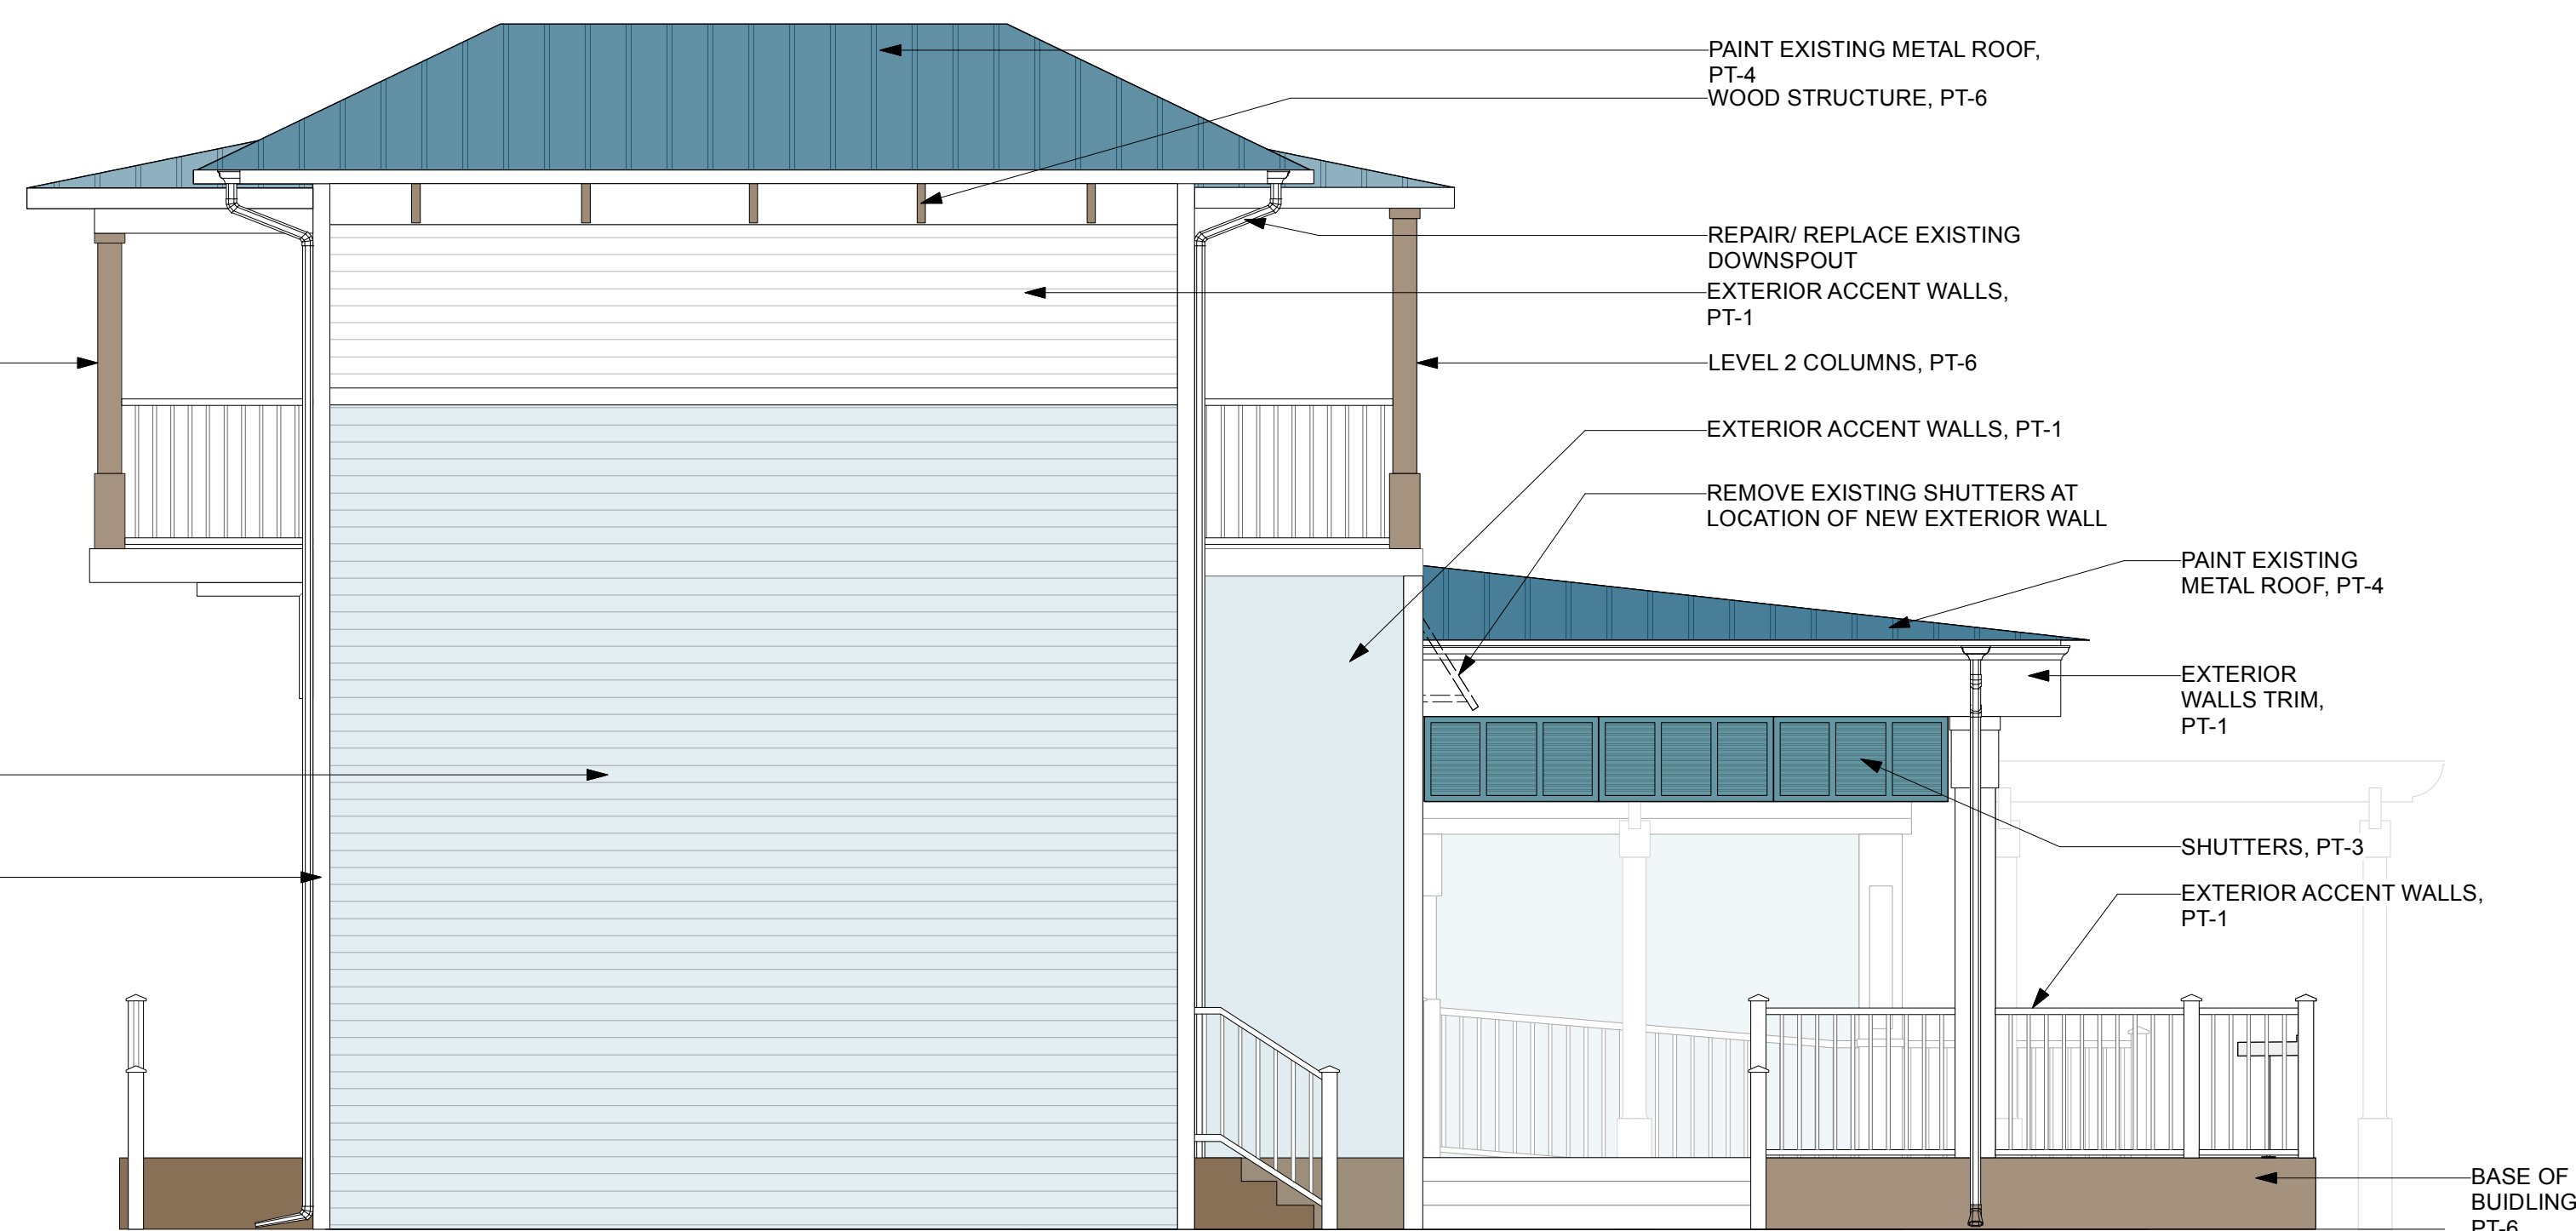 PAINT EXISTING METAL ROOF,
PT-4
WOOD STRUCTURE, PT-6
REPAIR/ REPLACE EXISTING
DOWNSPOUT
EXTERIOR ACCENT WALLS,
PT-1
LEVEL 2 COLUMNS, PT-6
EXTERIOR ACCENT WALLS, PT-1
REMOVE EXISTING SHUTTERS AT
LOCATION OF NEW EXTERIOR WALL
PAINT EXISTING
METAL ROOF, PT-4
EXTERIOR
WALLS TRIM,
PT-1
SHUTTERS, PT-3
EXTERIOR ACCENT WALLS,
PT-1
BASE OF
BUIDLING
PT-6